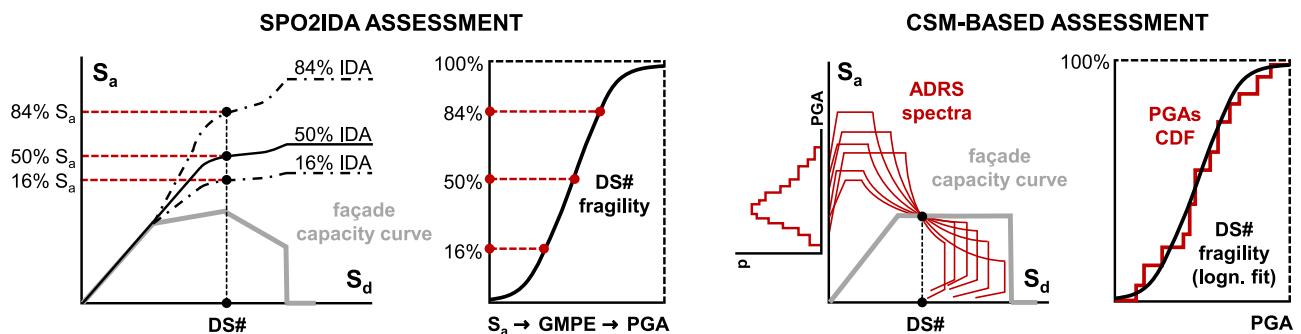 SPO2IDA ASSESSMENT
Sa
84% IDA
84% Sa
50% IDA
50% Sa
16% IDA
16% Sa
façade
capacity curve
Sd
DS#
100%
84%
50%
16%
DS#
fragility
Sa → GMPE → PGA
CSM-BASED ASSESSMENT
Sa
PGA
p
ADRS
spectra
façade
capacity curve
Sd
DS#
100%
PGAs
CDF
DS#
fragility
(logn. fit)
PGA